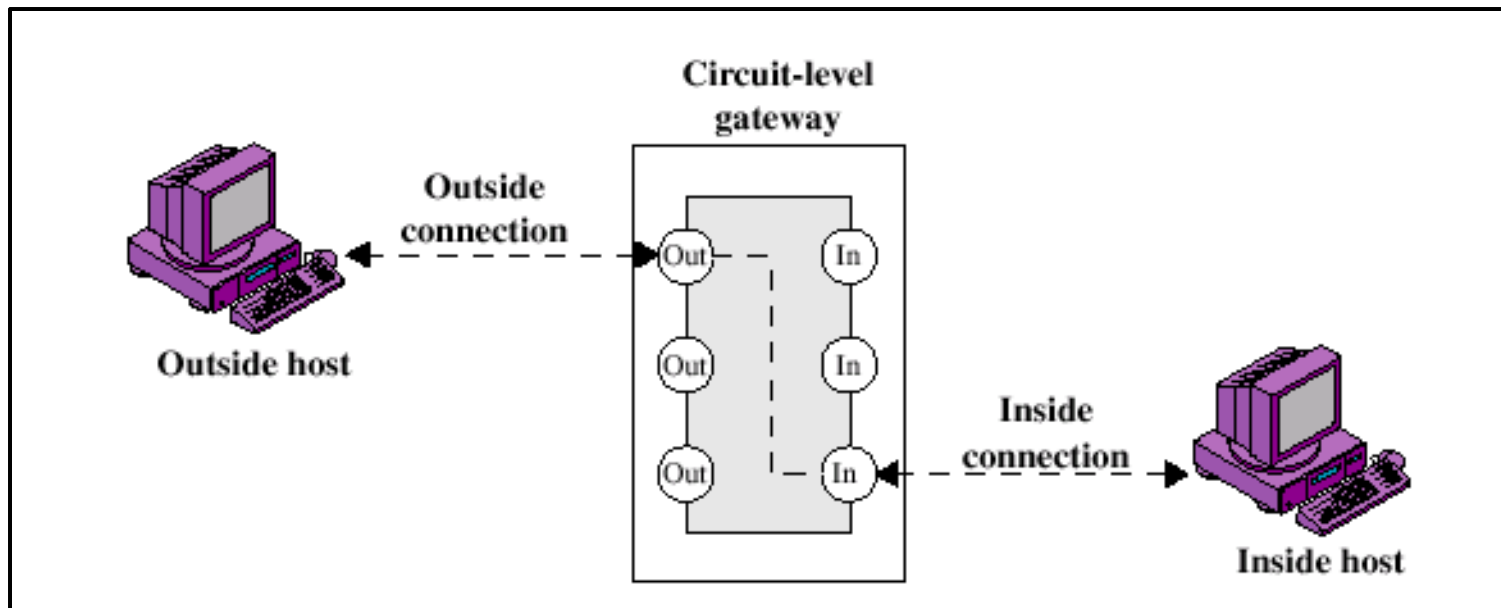 Circuit-level
gateway
Outside
connection
Out
In
Outside host
Out
In
Inside
connection
Out
In
Inside host